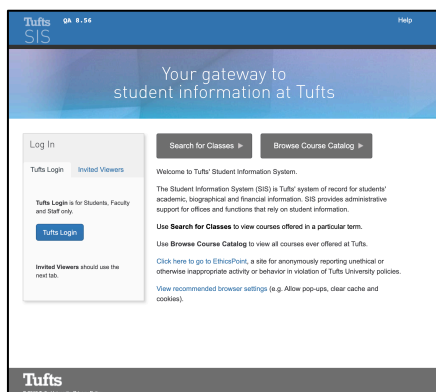 Tufts QA 8.56 Help
SIS
Your gateway to
student information at Tufts
Log In
Tufts Login Invited Viewers
Tufts Login is for Students, Faculty
and Staff only.
Tufts Login
Invited Viewers should use the
next tab.
Search for Classes ▶ Browse Course Catalog ▶
Welcome to Tufts' Student Information System.
The Student Information System (SIS) is Tufts' system of record for students'
academic, biographical and financial information. SIS provides administrative
support for offices and functions that rely on student information.
Use Search for Classes to view courses offered in a particular term.
Use Browse Course Catalog to view all courses ever offered at Tufts.
Click here to go to EthicsPoint, a site for anonymously reporting unethical or
otherwise inappropriate activity or behavior in violation of Tufts University policies.
View recommended browser settings (e.g. Allow pop-ups, clear cache and
cookies).
Tufts